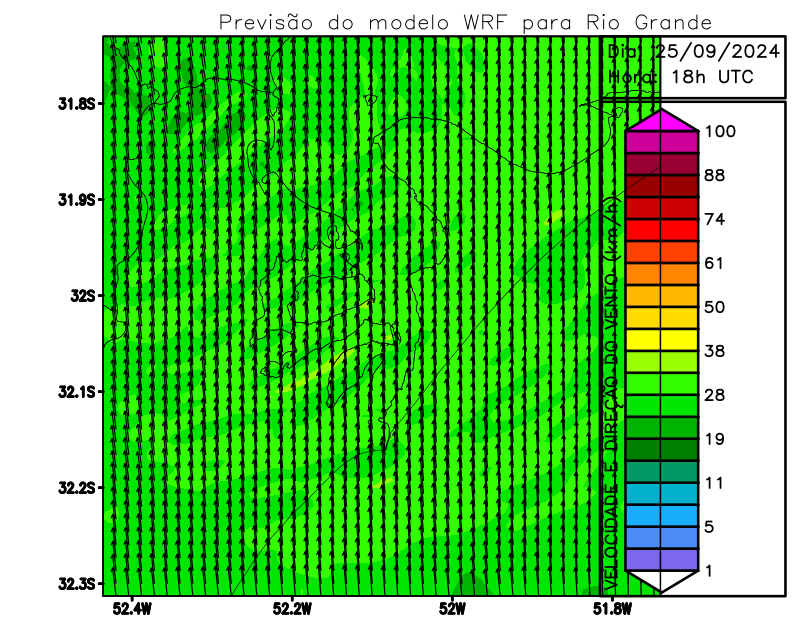 Previsão do modelo WRF para Rio Grande
Dia: 25/09/2024
Hora: 18h UTC
31.8S
31.9S
32S
32.1S
32.2S
32.3S
52.4W
52.2W
52W
51.8W
VELOCIDADE E DIREÇÃO DO VENTO (km/h)
100
88
74
61
50
38
28
19
11
5
1